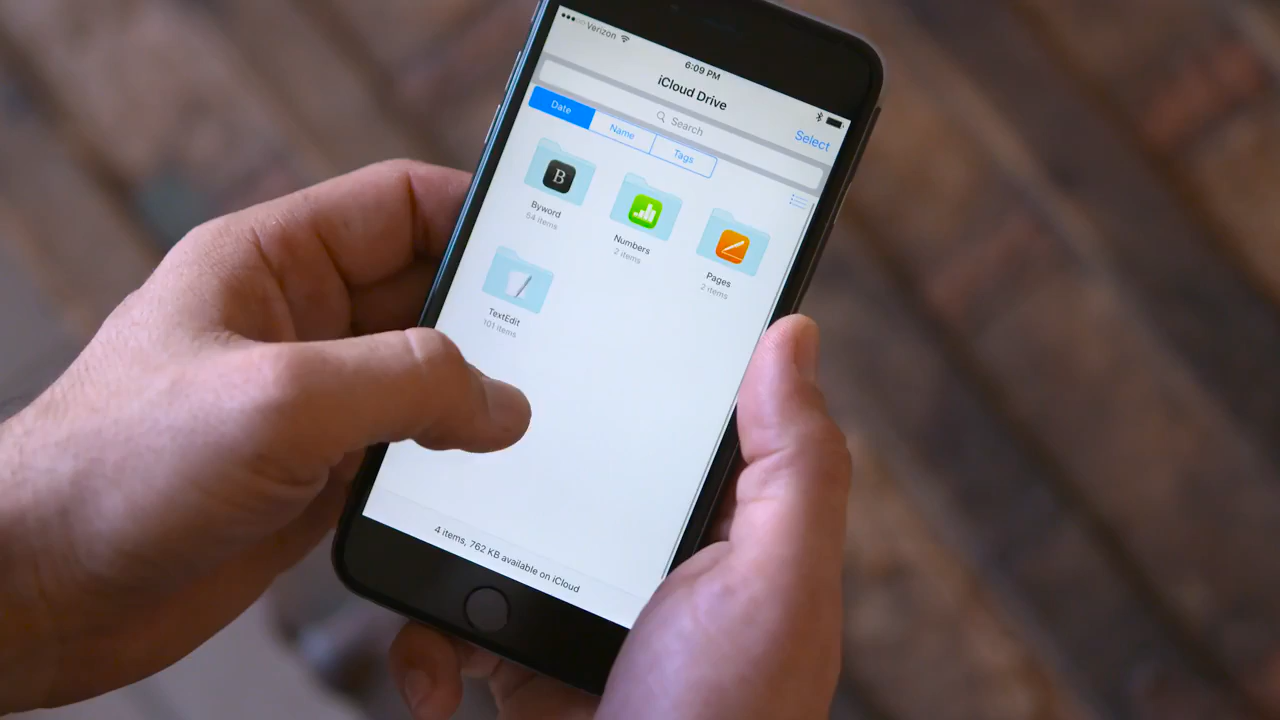 Verizon
6:09 PM
iCloud Drive
Select
Search
Date Name Tags
B
Byword
54 items
Numbers
2 items
Pages
2 items
TextEdit
101 items
4 items, 762 KB available on iCloud